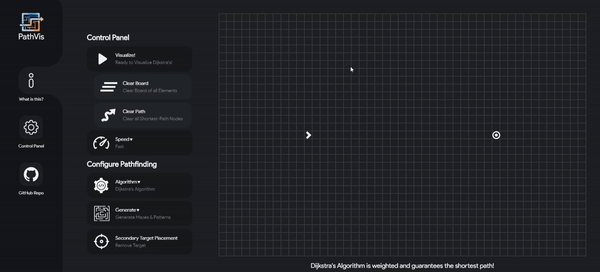 PathVis
What is this?
Control Panel
GitHub Repo
Control Panel
Visualize!
Ready to Visualize Dijkstra's!
Clear Board
Clear Board of all Elements
Clear Path
Clear all Shortest-Path Nodes
Speed▾
Fast
Configure Pathfinding
Algorithm▾
Dijkstra's Algorithm
Generate▾
Generate Mazes & Patterns
Secondary Target Placement
Remove Target
Dijkstra's Algorithm is weighted and guarantees the shortest path!